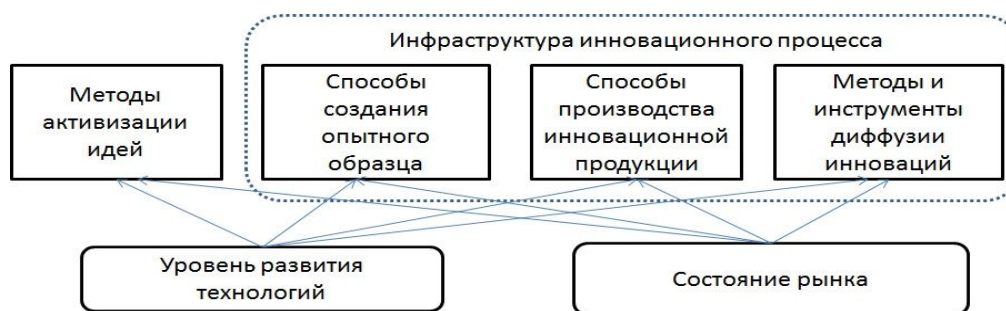 Инфраструктура инновационного процесса
Методы
активизации
идей
Способы
создания
опытного
образца
Способы
производства
инновационной
продукции
Методы и
инструменты
диффузии
инноваций
Уровень развития
технологий
Состояние рынка